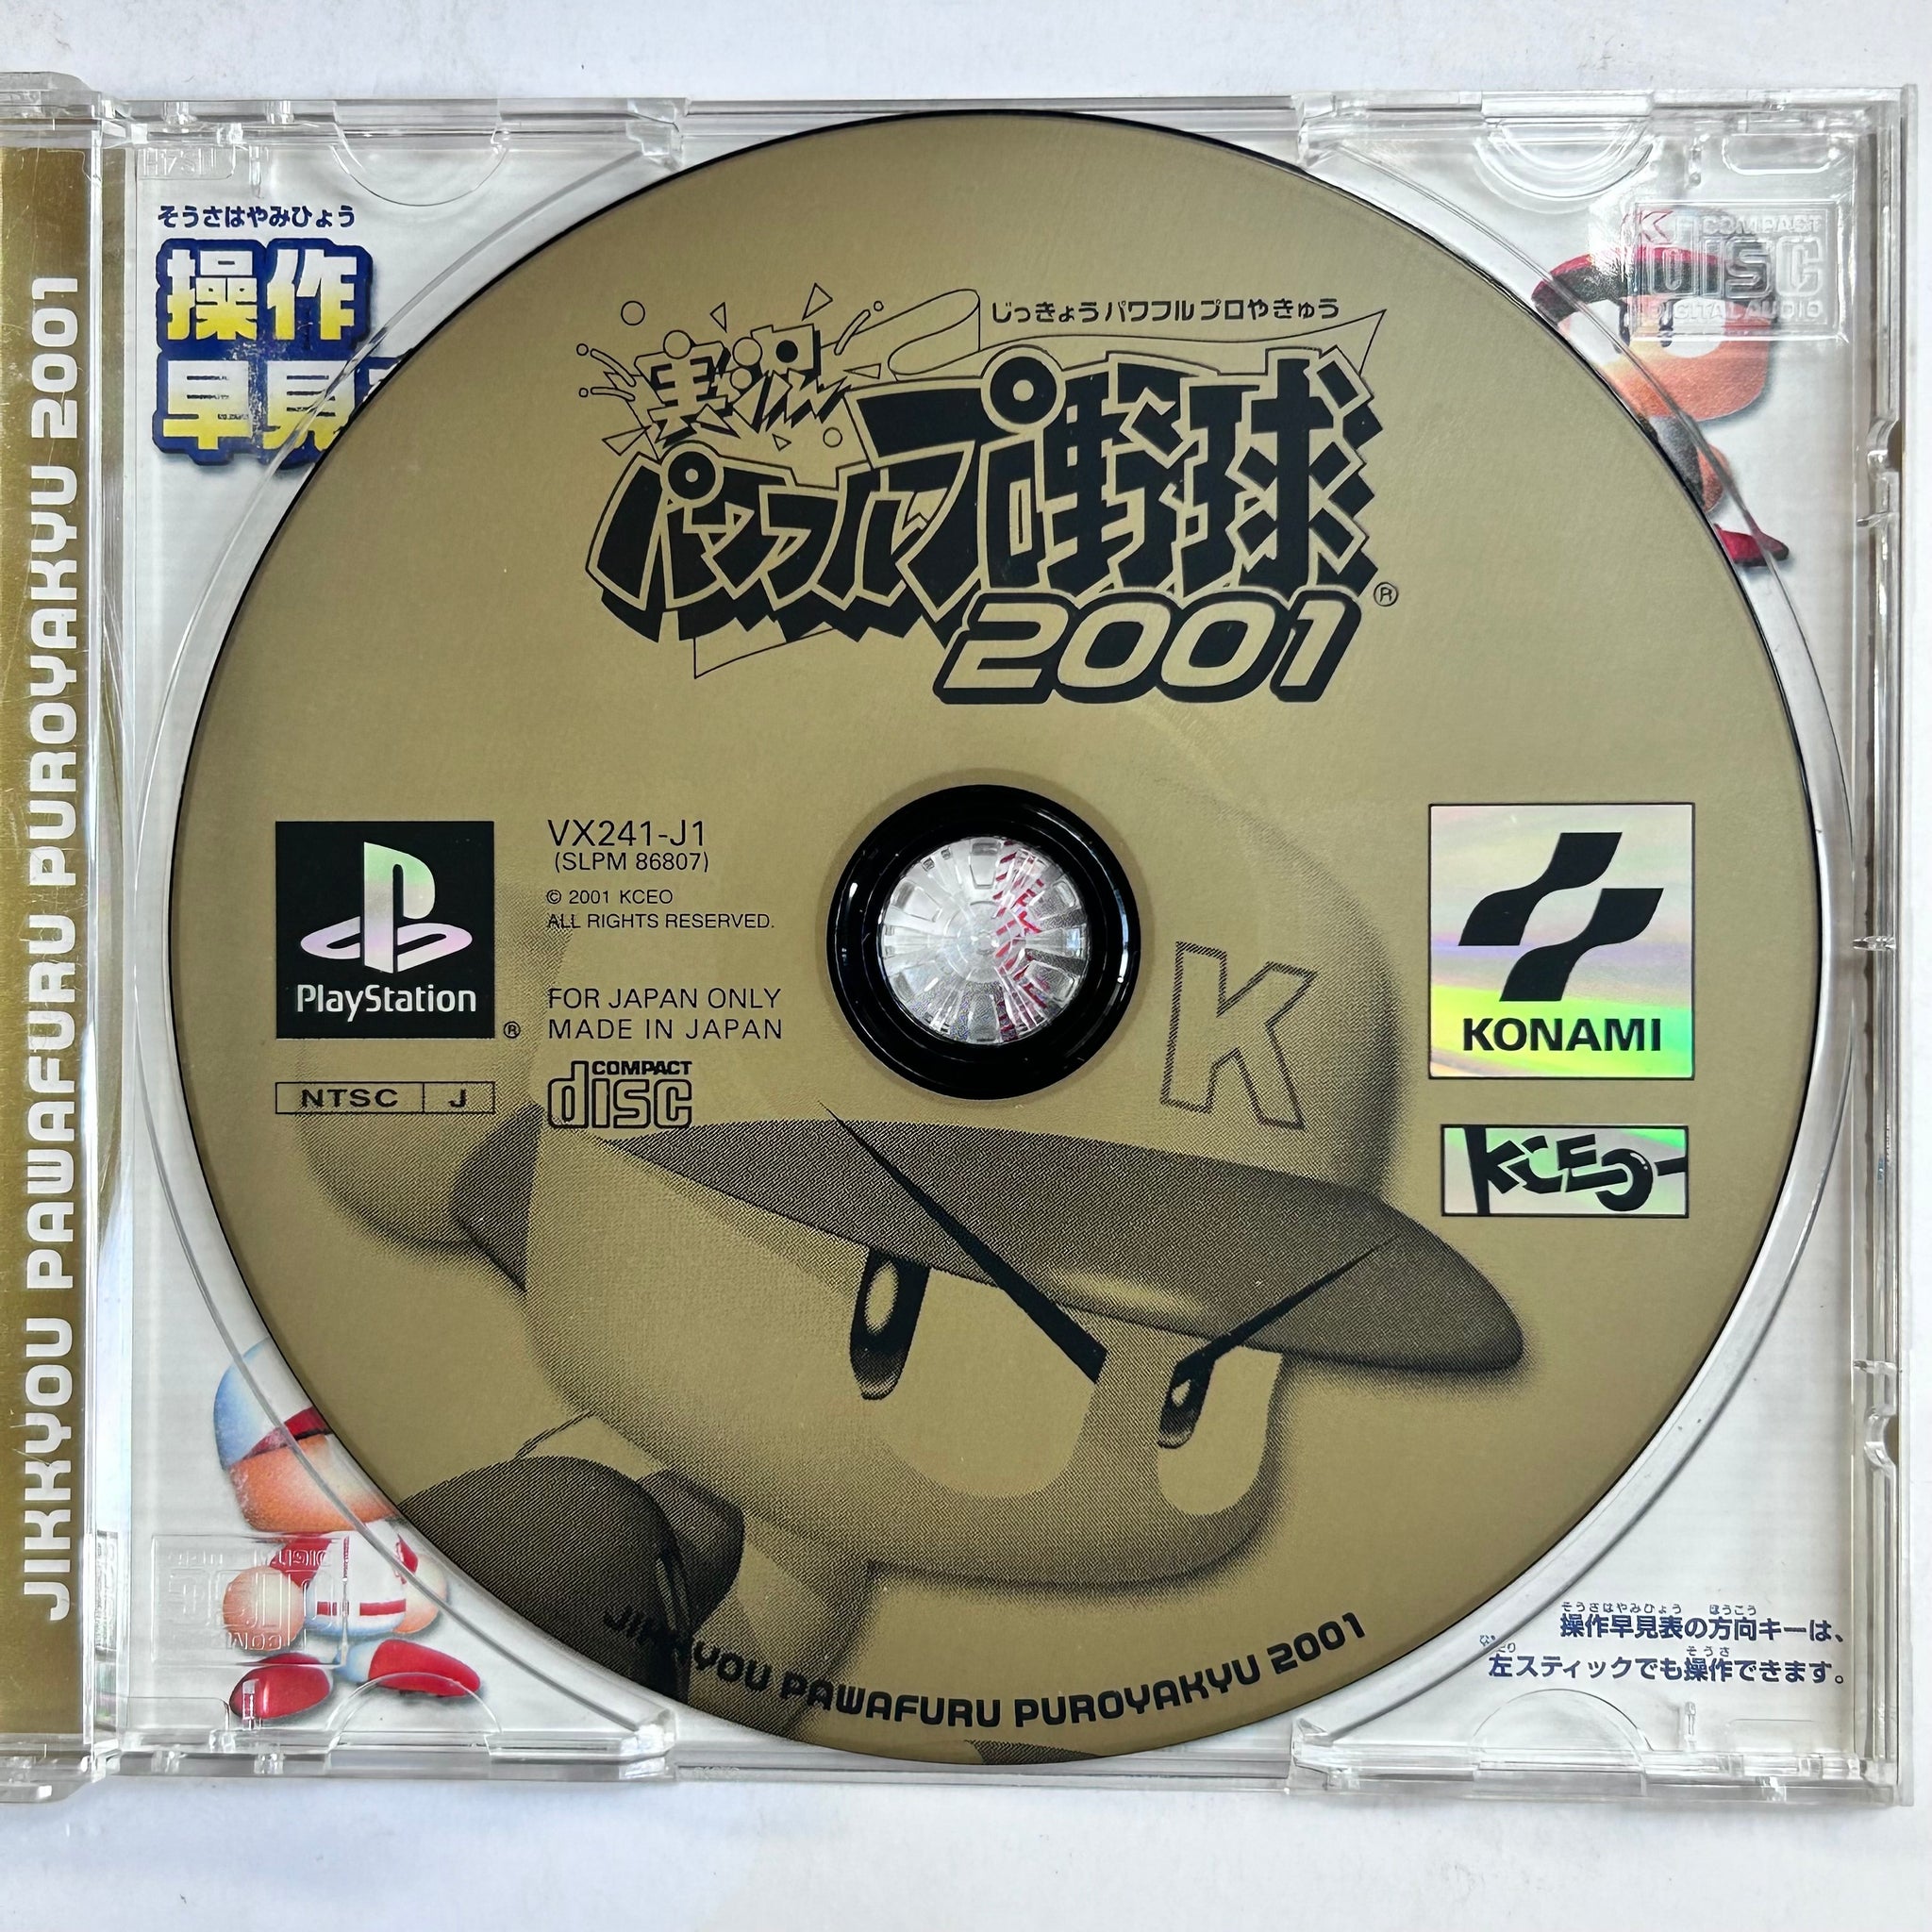 JIKKYOU PAWAFURU PUROYAKYU 2001
そうさはやみひょう
操作
早見
COMPACT
disc
DIGITAL AUDIO
じっきょうパワフルプロやきゅう
実況
パワフルプロ野球
2001
®
PlayStation
®
NTSC J
VX241-J1
(SLPM 86807)
© 2001 KCEO
ALL RIGHTS RESERVED.
FOR JAPAN ONLY
MADE IN JAPAN
COMPACT
disc
K
KONAMI
KCEO
JIKKYOU PAWAFURU PUROYAKYU 2001
そうさはやみひょう ほうこう
操作早見表の方向キーは、
そうさ
左スティックでも操作できます。